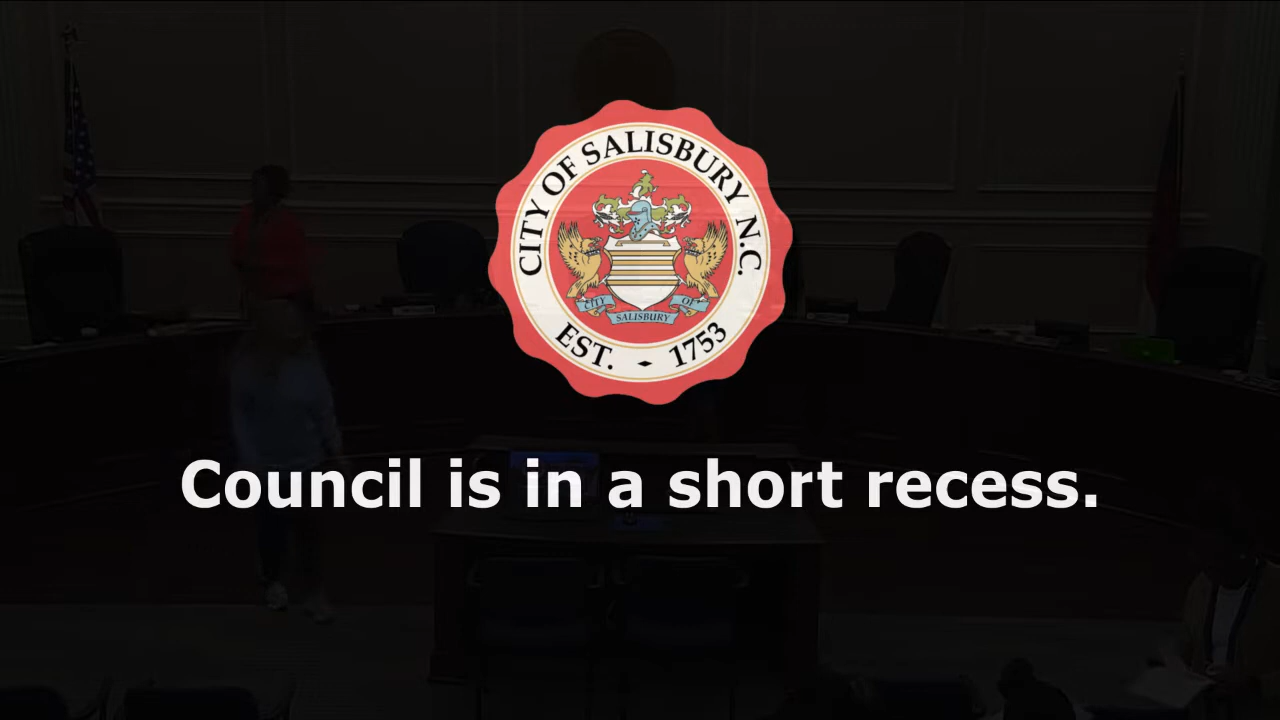 CITY OF SALISBURY N.C.
CITY OF
SALISBURY
EST. - 1753
Council is in a short recess.